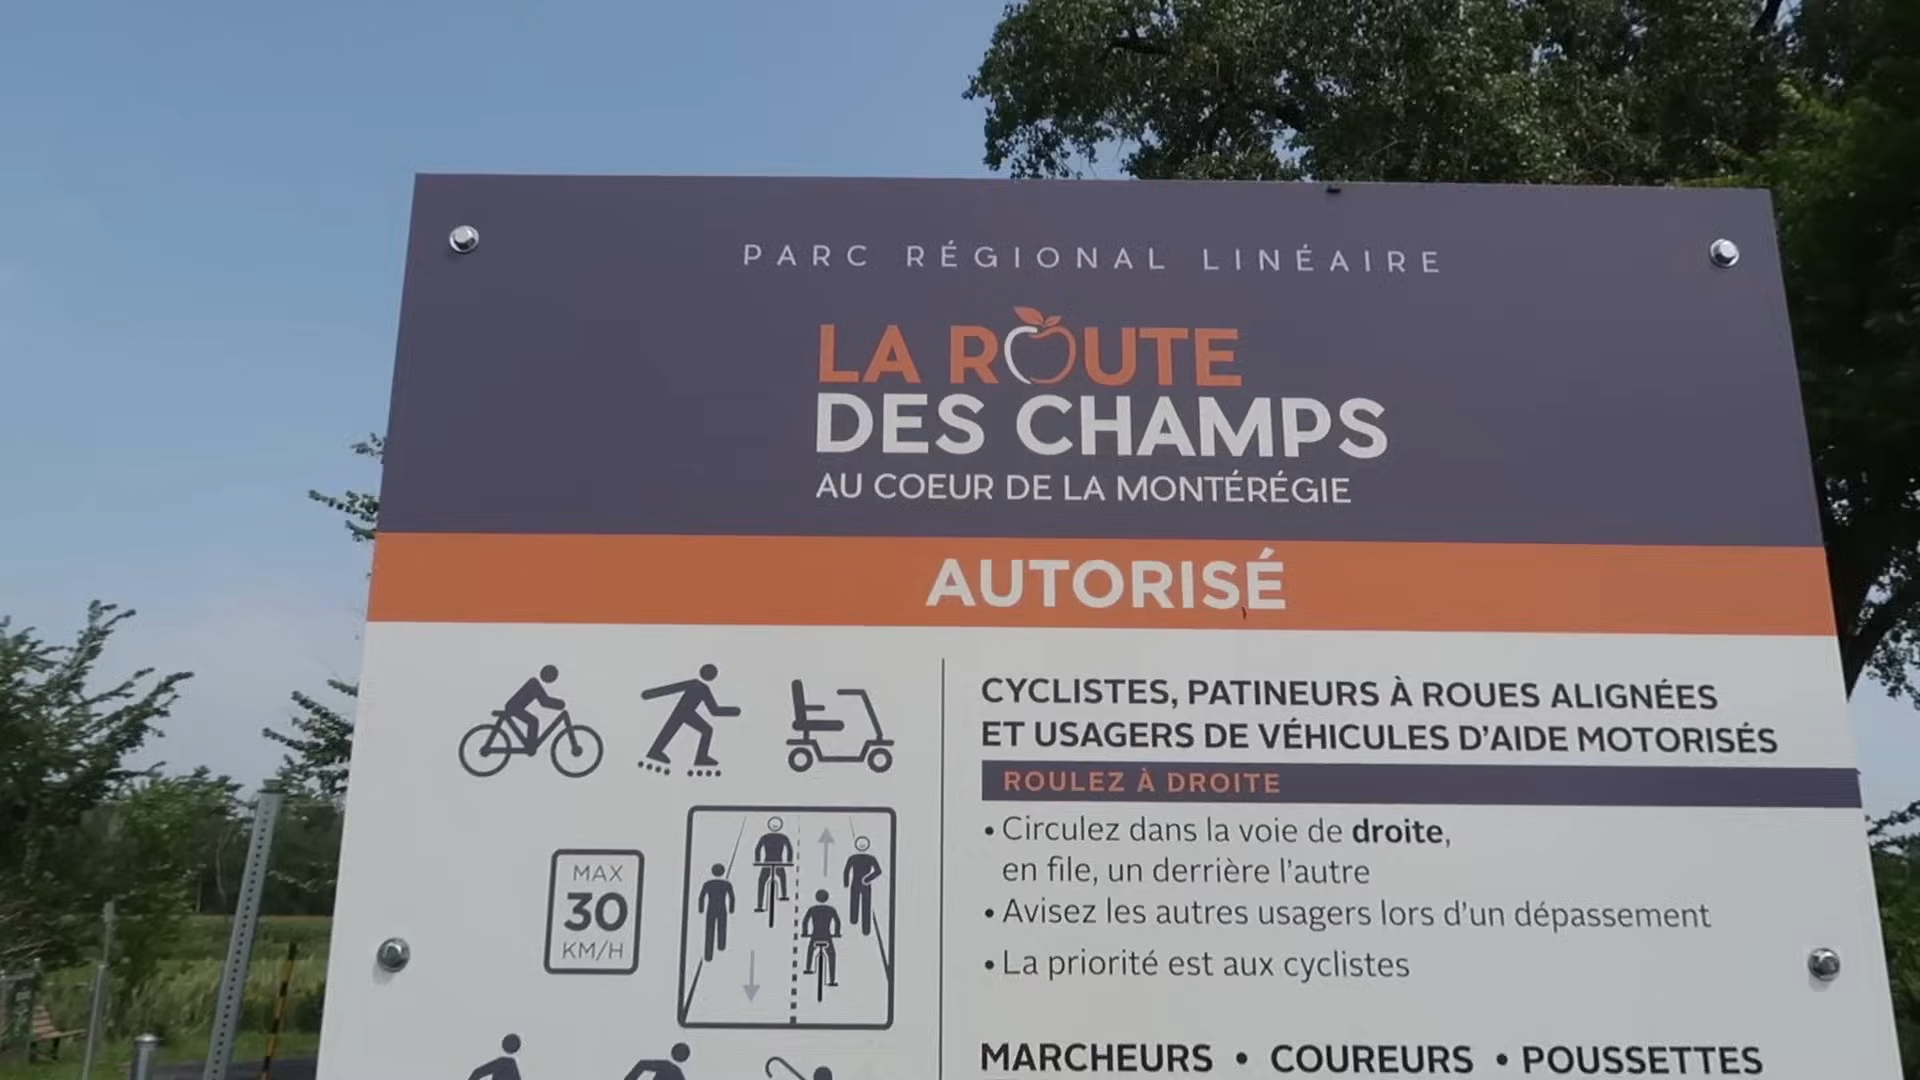 PARC RÉGIONAL LINÉAIRE
LA ROUTE
DES CHAMPS
AU COEUR DE LA MONTÉRÉGIE
AUTORISÉ
CYCLISTES, PATINEURS À ROUES ALIGNÉES
ET USAGERS DE VÉHICULES D'AIDE MOTORISÉS
ROULEZ À DROITE
• Circulez dans la voie de droite,
en file, un derrière l'autre
• Avisez les autres usagers lors d'un dépassement
• La priorité est aux cyclistes
MAX
30
KM/H
MARCHEURS • COUREURS • POUSSETTES